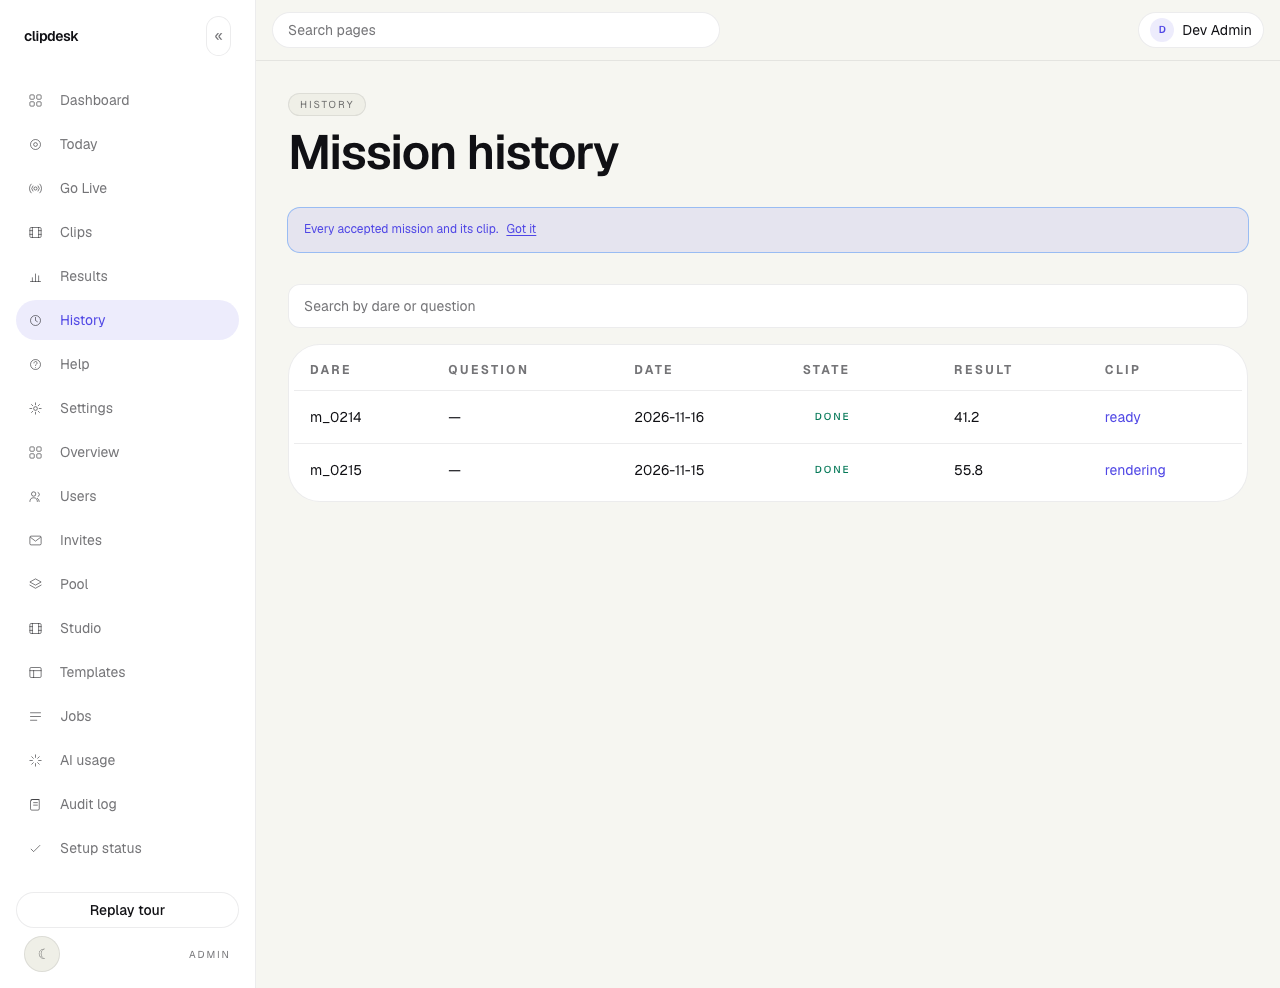 clipdesk
«
Search pages
D
Dev Admin
Dashboard
Today
Go Live
Clips
Results
History
Help
Settings
Overview
Users
Invites
Pool
Studio
Templates
Jobs
AI usage
Audit log
Setup status
Replay tour
ADMIN
HISTORY
Mission history
Every accepted mission and its clip. Got it
Search by dare or question
DARE QUESTION DATE STATE RESULT CLIP
m_0214 — 2026-11-16 DONE 41.2 ready
m_0215 — 2026-11-15 DONE 55.8 rendering